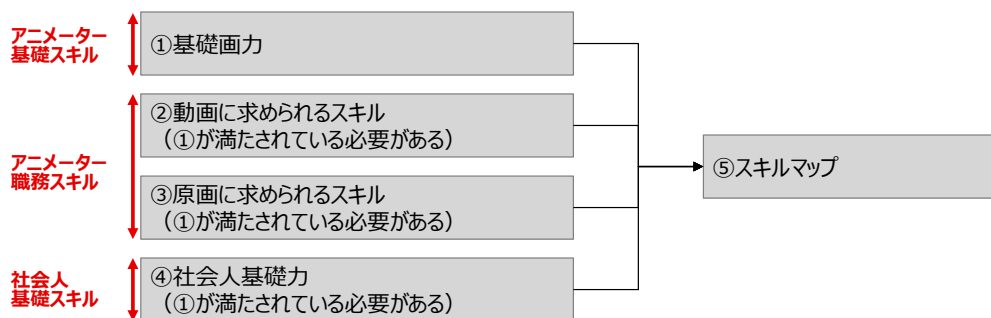 アニメーター
基礎スキル
①基礎画力
アニメーター
職務スキル
②動画に求められるスキル
（①が満たされている必要がある）
③原画に求められるスキル
（①が満たされている必要がある）
社会人
基礎スキル
④社会人基礎力
（①が満たされている必要がある）
⑤スキルマップ